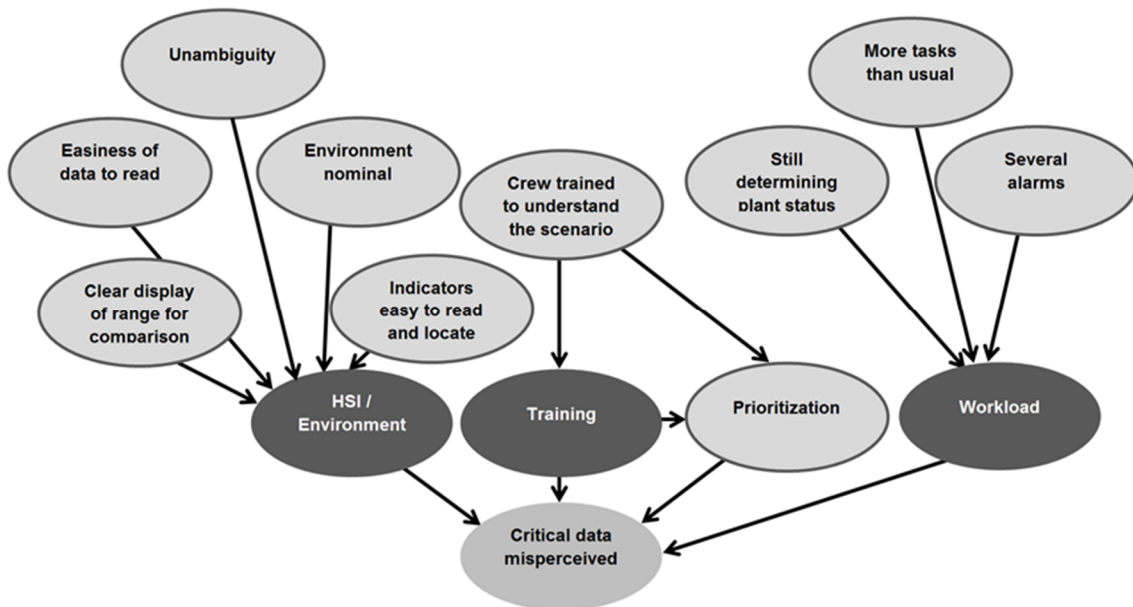 Unambiguity
More tasks
than usual
Easiness of
data to read
Environment
nominal
Crew trained
to understand
the scenario
Still
determining
plant status
Several
alarms
Clear display
of range for
comparison
Indicators
easy to read
and locate
HSI /
Environment
Training
Prioritization
Workload
Critical data
misperceived